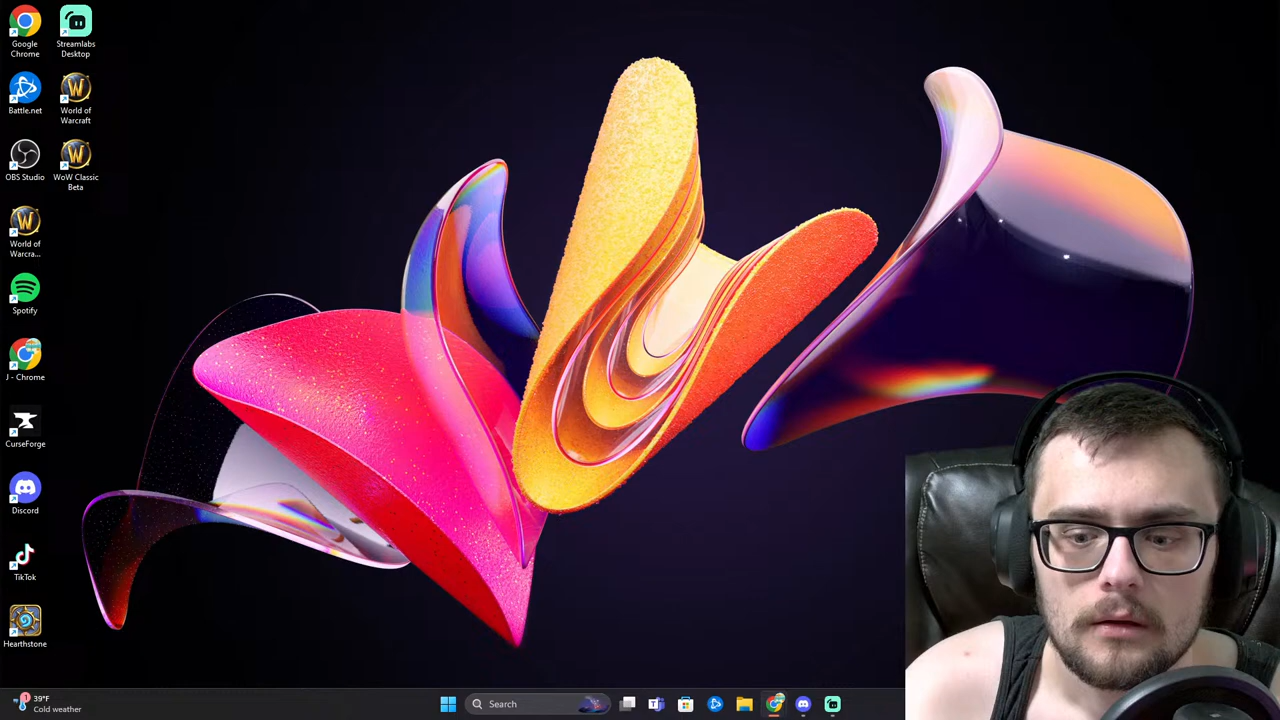 Google
Chrome
Streamlabs
Desktop
Battle.net
World of
Warcraft
OBS Studio
WoW Classic
Beta
World of
Warcra...
Spotify
J - Chrome
CurseForge
Discord
TikTok
Hearthstone
1
39°F
Cold weather
Search